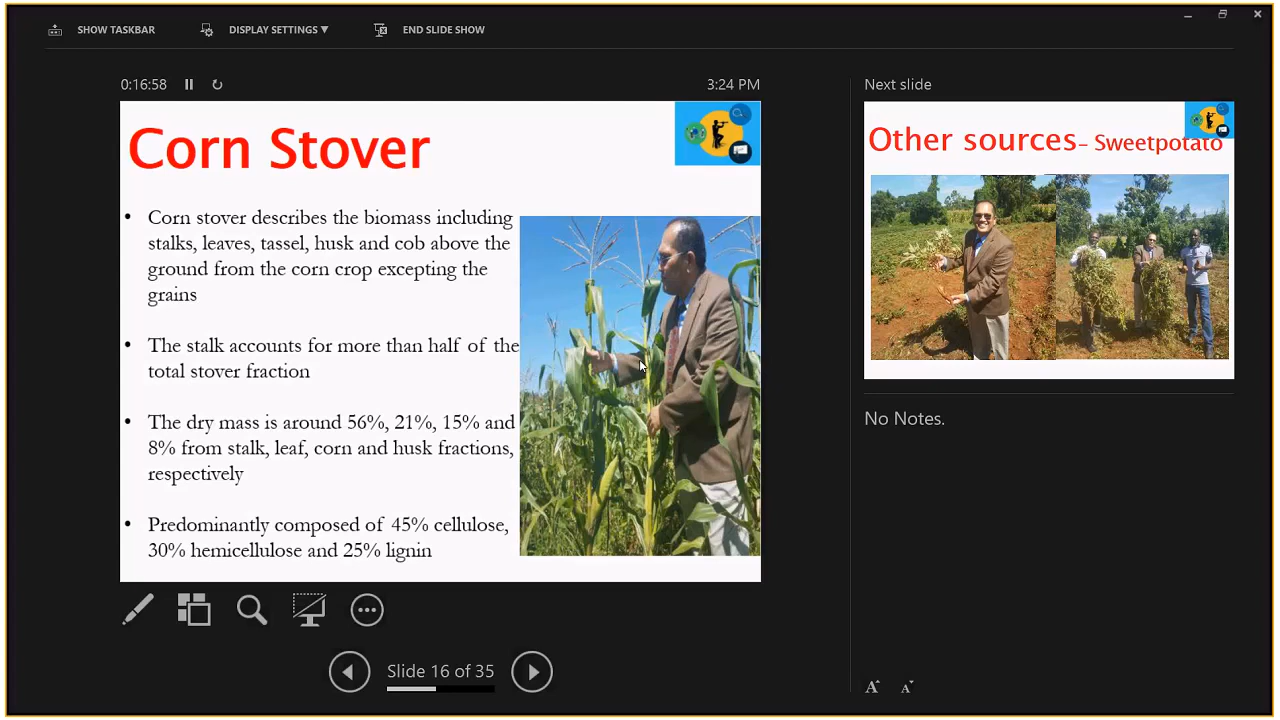 SHOW TASKBAR
DISPLAY SETTINGS ▼
END SLIDE SHOW
0:16:58
3:24 PM
Corn Stover
• Corn stover describes the biomass including
stalks, leaves, tassel, husk and cob above the
ground from the corn crop excepting the
grains
• The stalk accounts for more than half of the
total stover fraction
• The dry mass is around 56%, 21%, 15% and
8% from stalk, leaf, corn and husk fractions,
respectively
• Predominantly composed of 45% cellulose,
30% hemicellulose and 25% lignin
Slide 16 of 35
Next slide
Other sources– Sweetpotato
No Notes.
A A